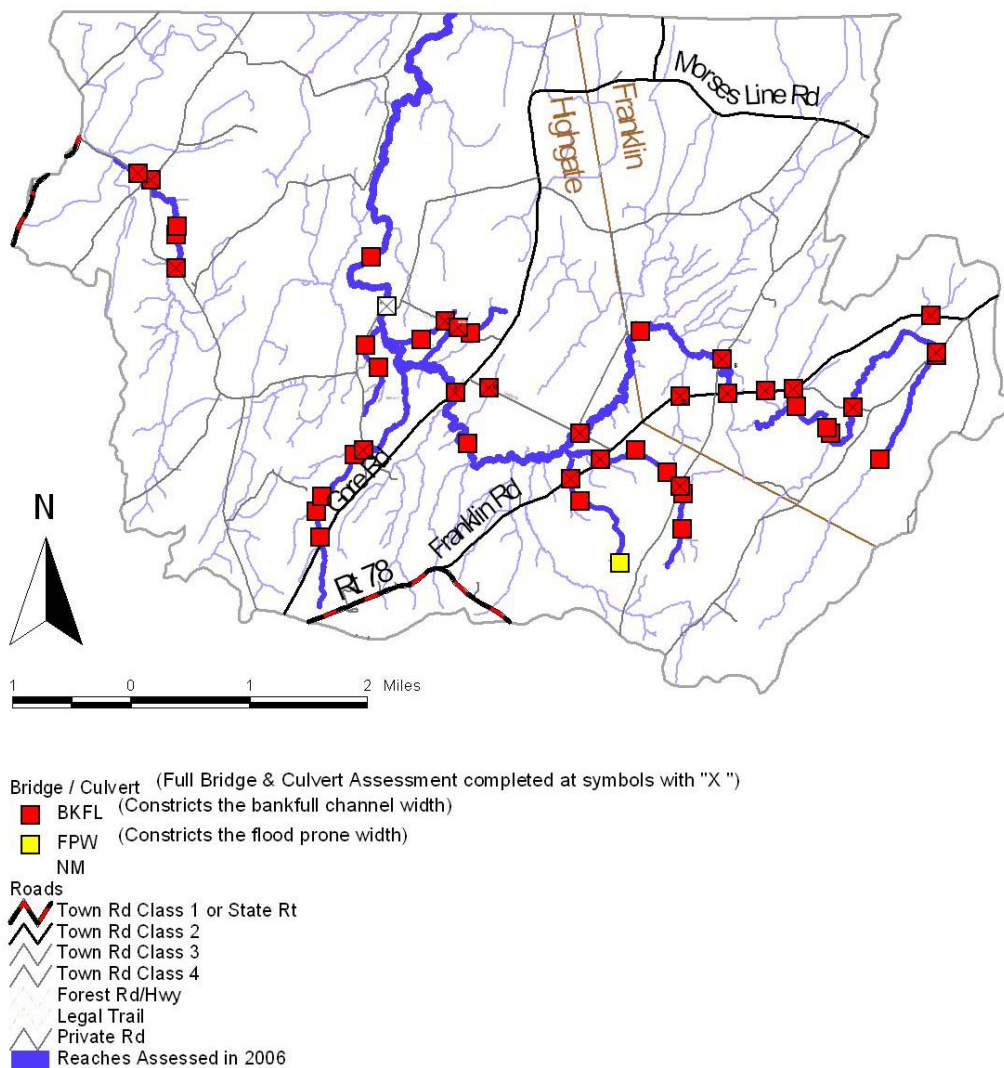 Morses Line Rd
Franklin
Highgate
Gore Rd
Franklin Rd
Rt 78
N
1 0 1 2 Miles
Bridge / Culvert (Full Bridge & Culvert Assessment completed at symbols with "X ")
BKFL (Constricts the bankfull channel width)
FPW (Constricts the flood prone width)
NM
Roads
Town Rd Class 1 or State Rt
Town Rd Class 2
Town Rd Class 3
Town Rd Class 4
Forest Rd/Hwy
Legal Trail
Private Rd
Reaches Assessed in 2006